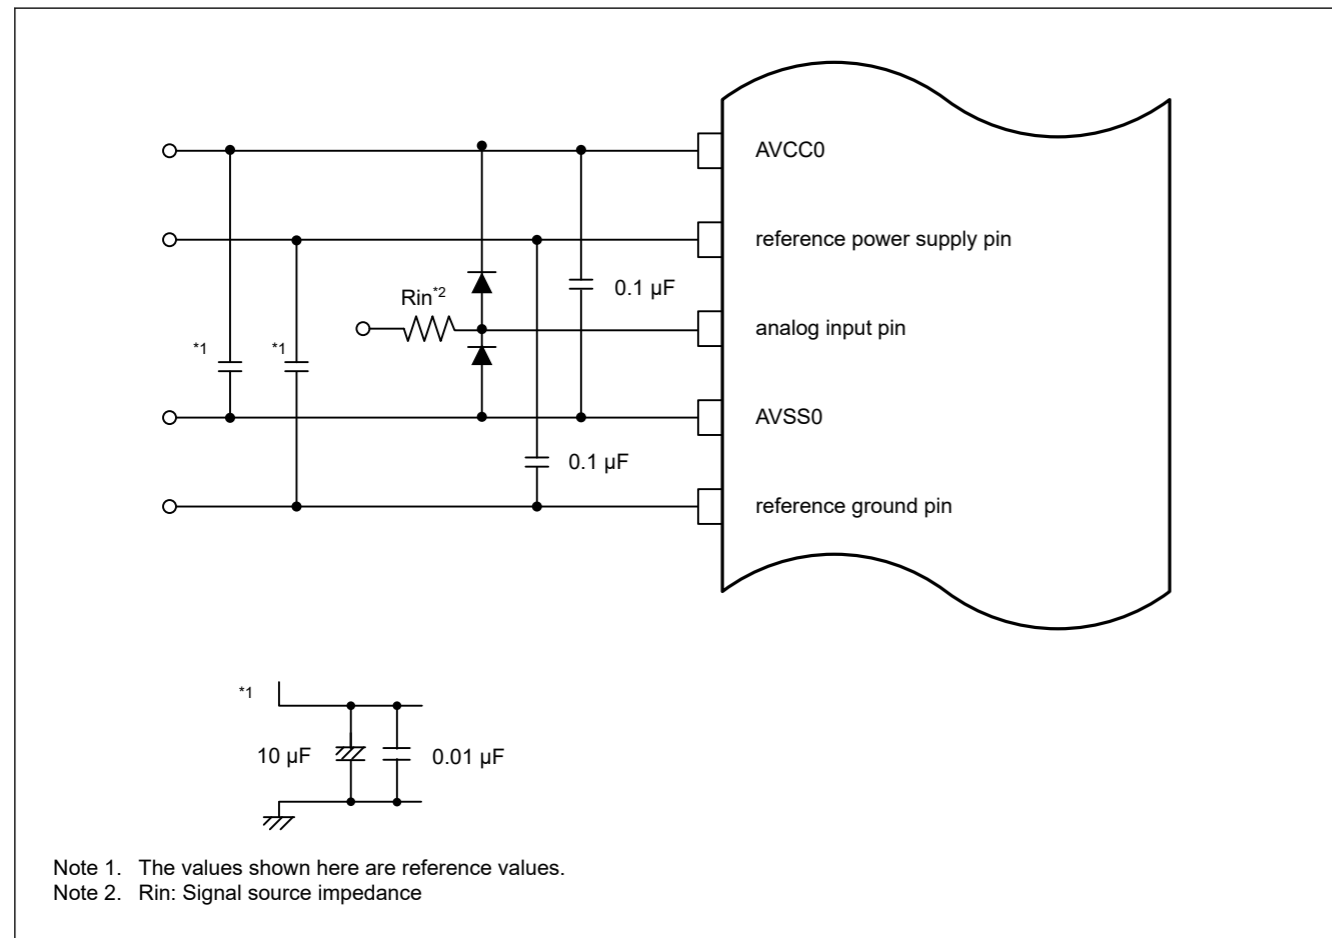 AVCC0
reference power supply pin
0.1 µF
Rin*2
analog input pin
*1
*1
AVSS0
0.1 µF
reference ground pin
*1
10 µF
0.01 µF
Note 1. The values shown here are reference values.
Note 2. Rin: Signal source impedance